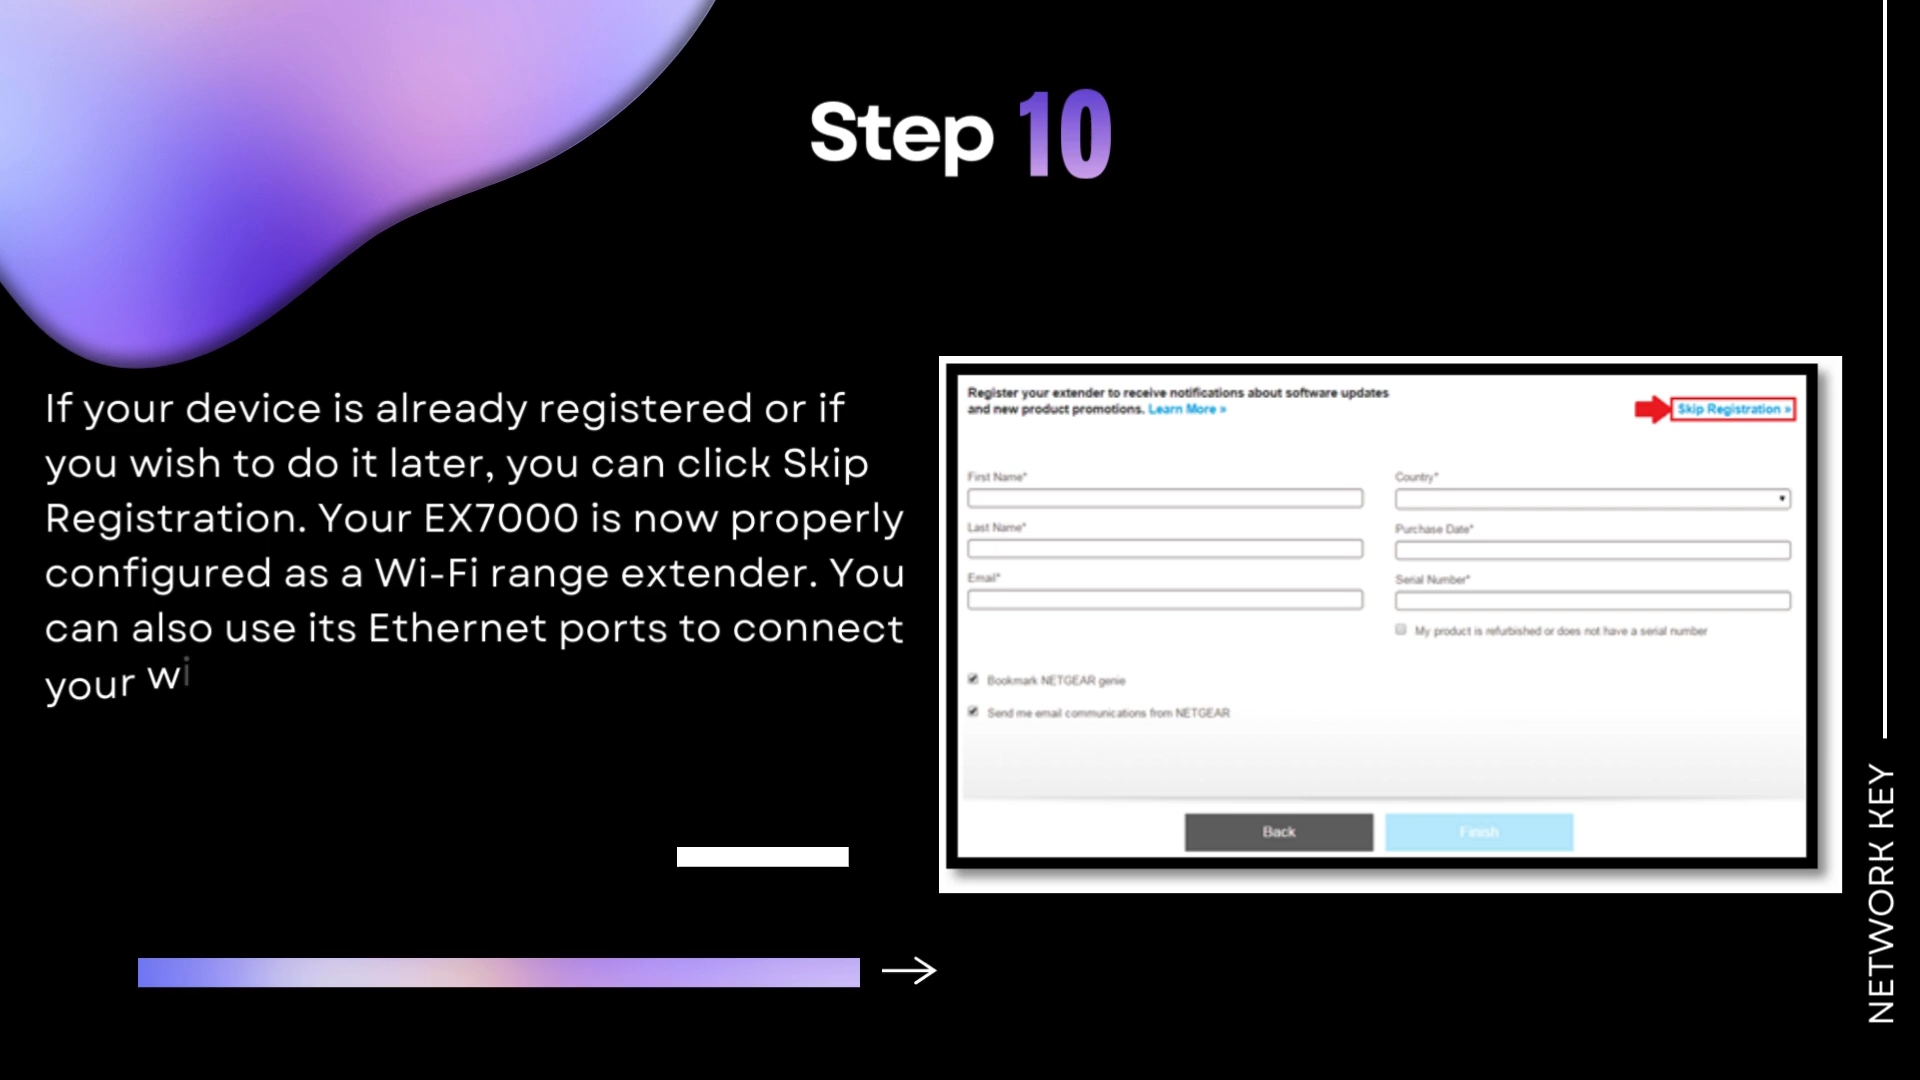 Step 10
If your device is already registered or if
you wish to do it later, you can click Skip
Registration. Your EX7000 is now properly
configured as a Wi-Fi range extender. You
can also use its Ethernet ports to connect
your wi
Register your extender to receive notifications about software updates
and new product promotions. Learn More »
Skip Registration »
First Name*
Country*
Last Name*
Purchase Date*
Email*
Serial Number*
My product is refurbished or does not have a serial number
Bookmark NETGEAR genie
Send me email communications from NETGEAR
Back
Finish
NETWORK KEY